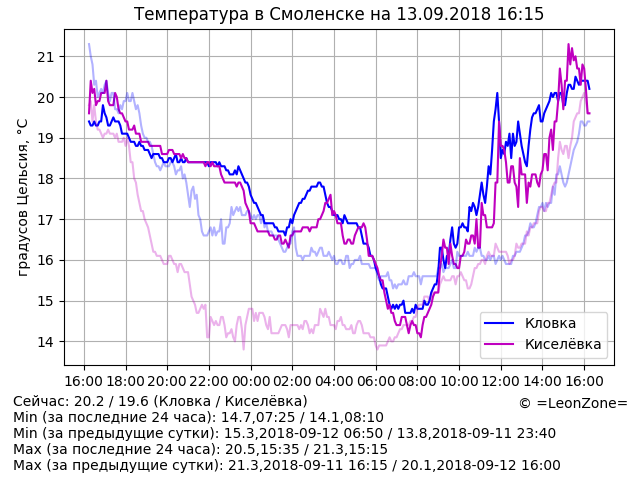 Температура в Смоленске на 13.09.2018 16:15
градусов Цельсия, °C
21
20
19
18
17
16
15
14
16:00 18:00 20:00 22:00 00:00 02:00 04:00 06:00 08:00 10:00 12:00 14:00 16:00
Кловка
Киселёвка
Сейчас: 20.2 / 19.6 (Кловка / Киселёвка)
© =LeonZone=
Min (за последние 24 часа): 14.7,07:25 / 14.1,08:10
Min (за предыдущие сутки): 15.3,2018-09-12 06:50 / 13.8,2018-09-11 23:40
Max (за последние 24 часа): 20.5,15:35 / 21.3,15:15
Max (за предыдущие сутки): 21.3,2018-09-11 16:15 / 20.1,2018-09-12 16:00